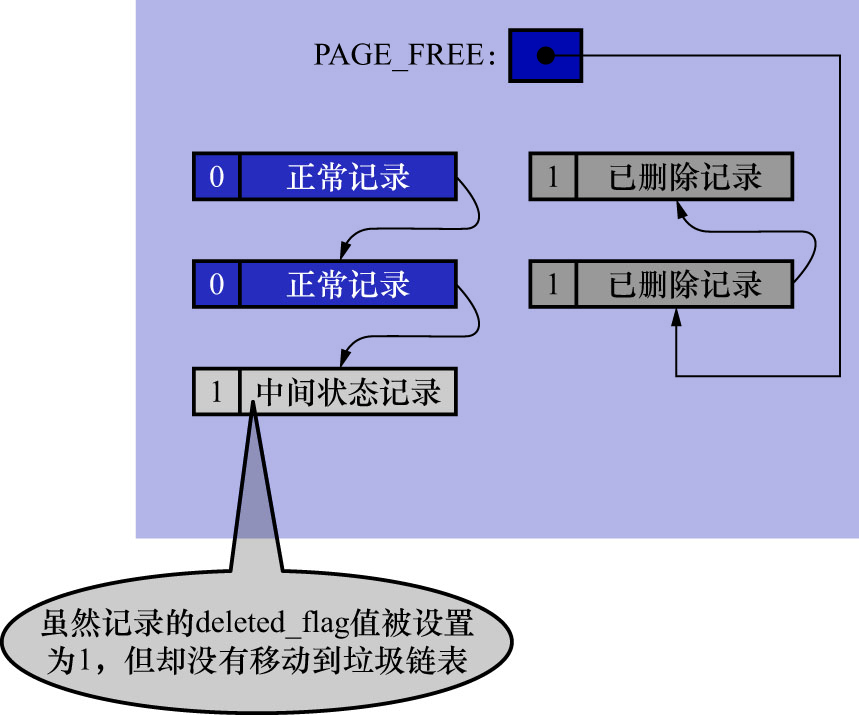 PAGE_FREE：
0 正常记录
1 已删除记录
0 正常记录
1 已删除记录
1 中间状态记录
虽然记录的deleted_flag值被设置
为1，但却没有移动到垃圾链表